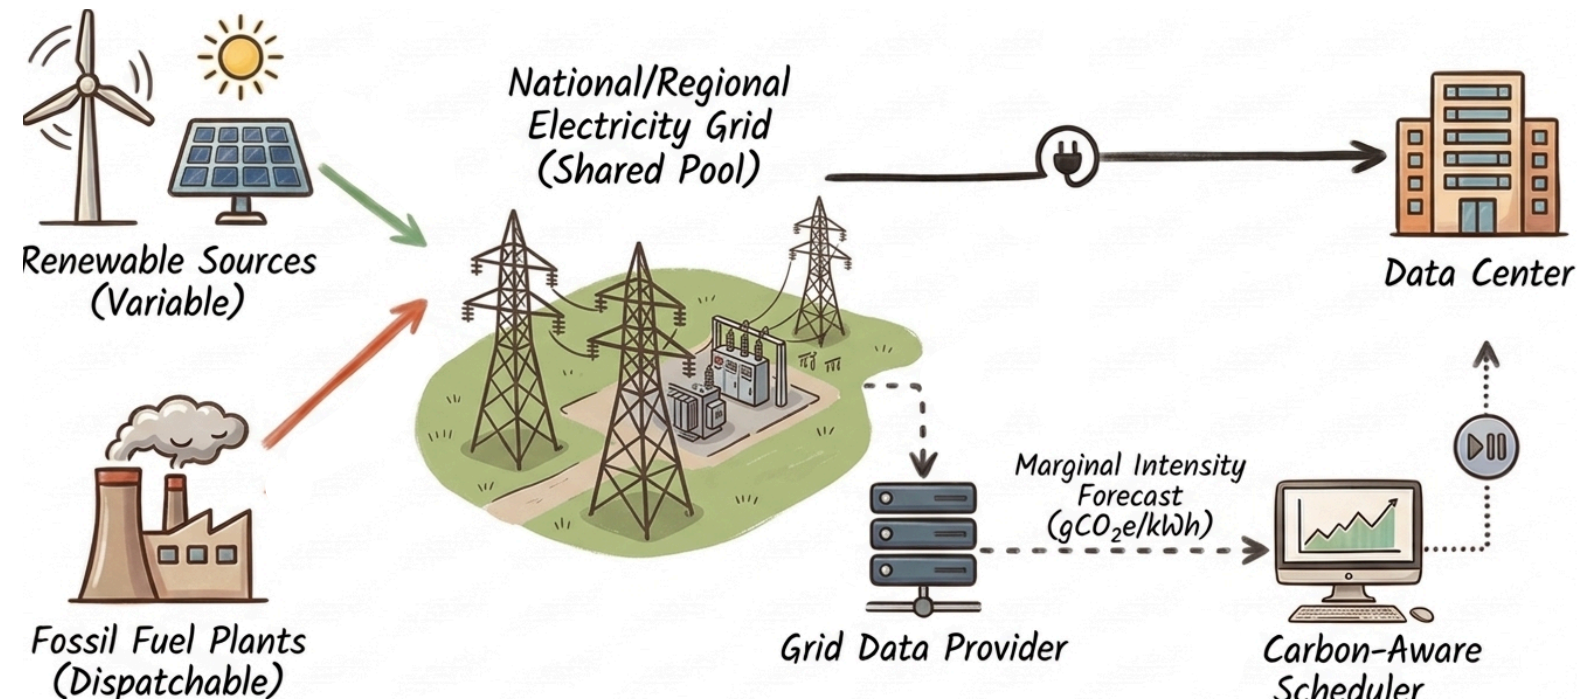 National/Regional
Electricity Grid
(Shared Pool)
Renewable Sources
(Variable)
Data Center
Fossil Fuel Plants
(Dispatchable)
Marginal Intensity
Forecast
(gCO₂e/kWh)
Grid Data Provider
Carbon-Aware
Scheduler